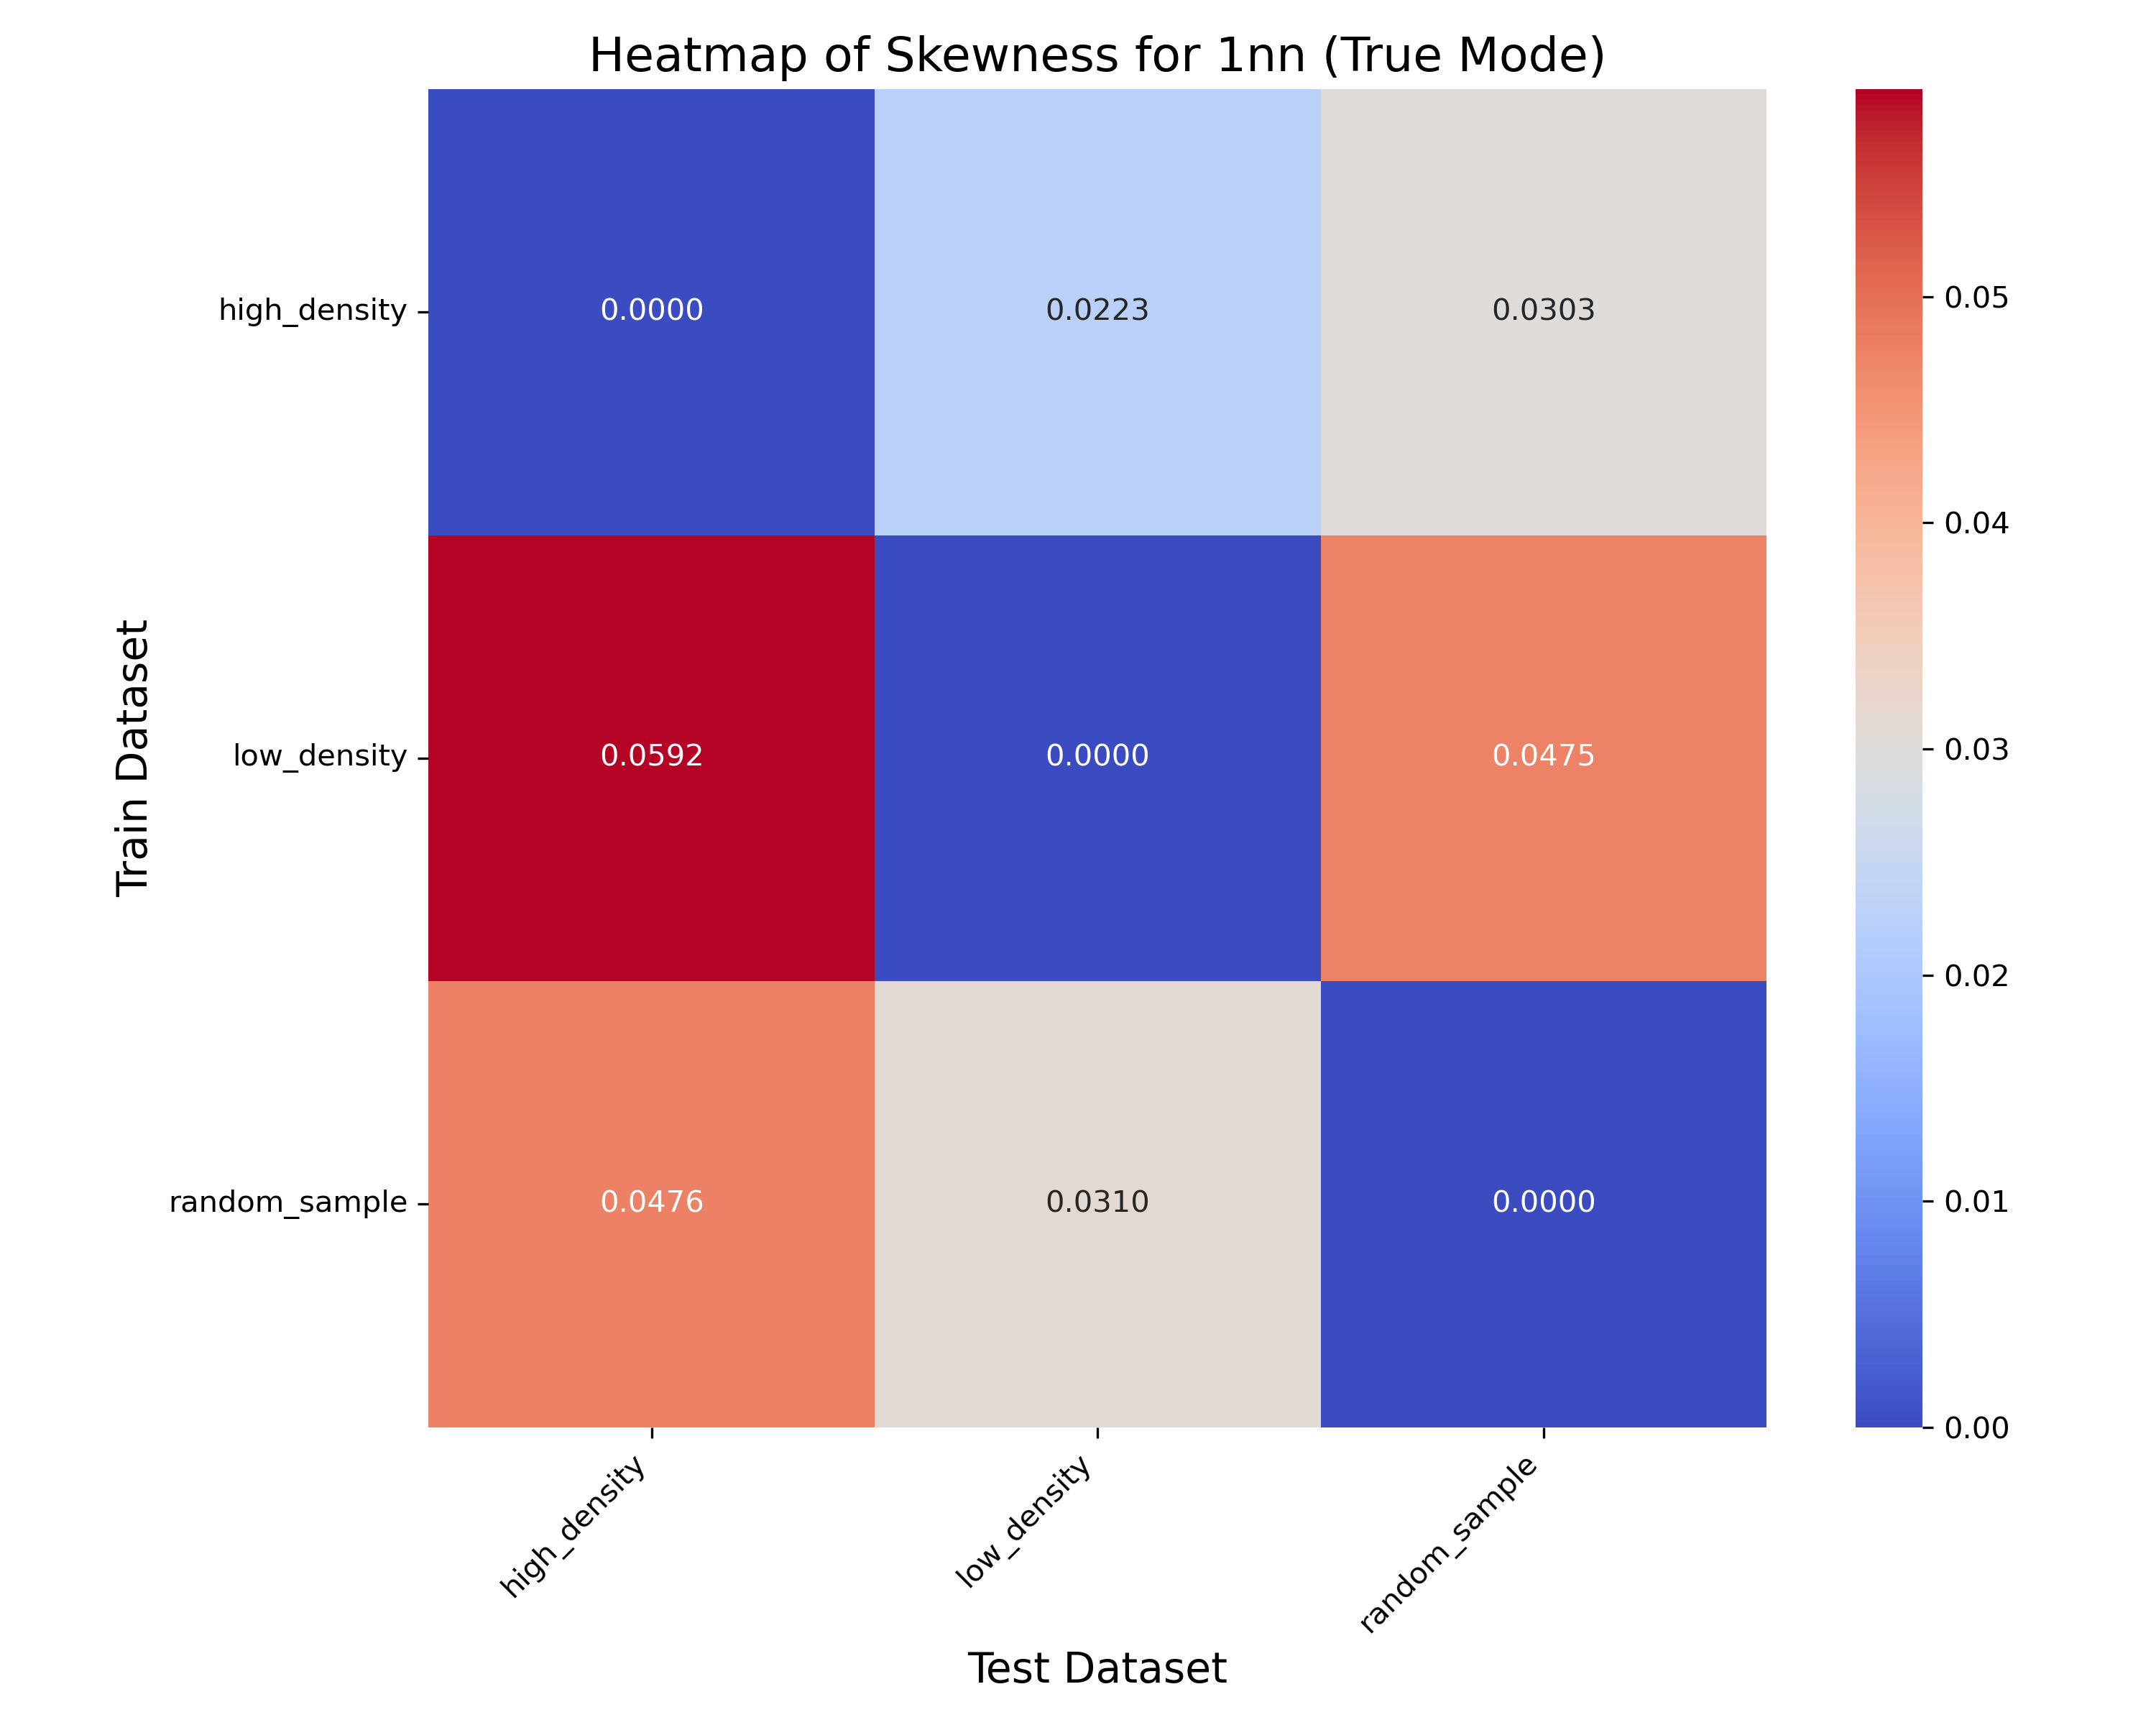 Heatmap of Skewness for 1nn (True Mode)
Train Dataset
high_density
0.0000
0.0223
0.0303
low_density
0.0592
0.0000
0.0475
random_sample
0.0476
0.0310
0.0000
high_density
low_density
random_sample
Test Dataset
0.05
0.04
0.03
0.02
0.01
0.00